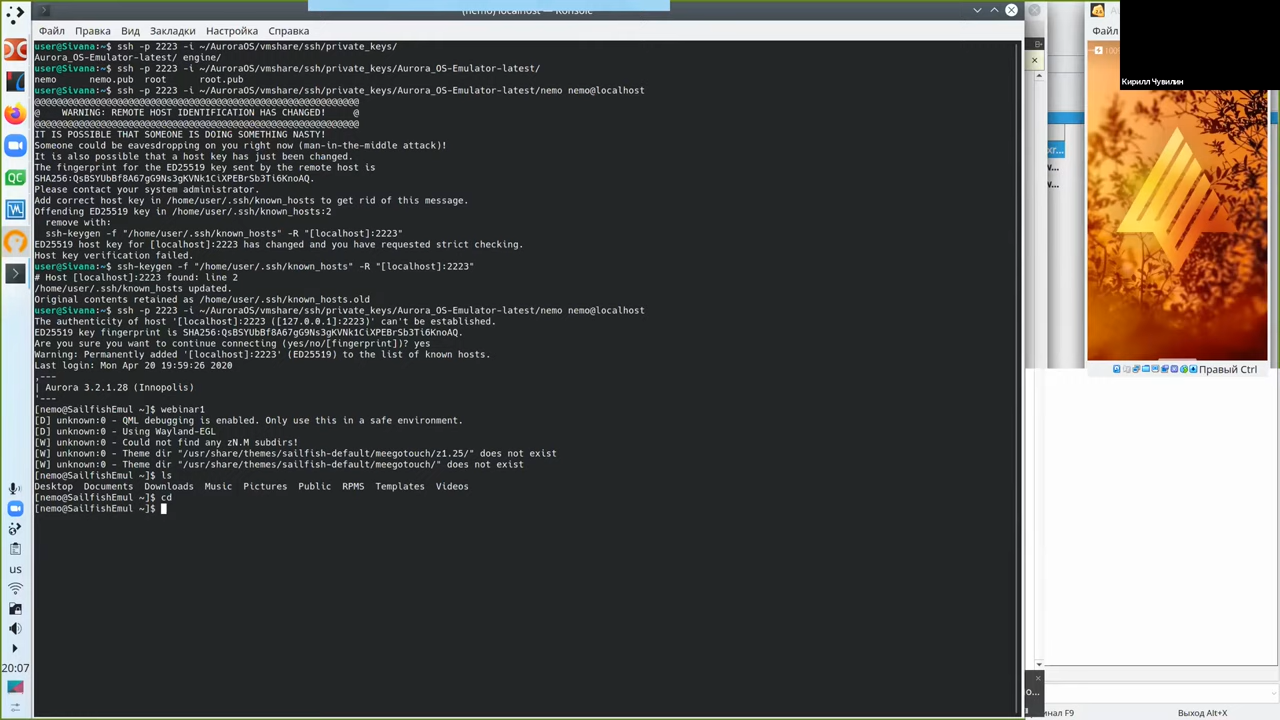 (nemo) localhost — Konsole
Файл Правка Вид Закладки Настройка Справка
user@Sivana:~$ ssh -p 2223 -i ~/AuroraOS/vmshare/ssh/private_keys/
Aurora_OS-Emulator-latest/ engine/
user@Sivana:~$ ssh -p 2223 -i ~/AuroraOS/vmshare/ssh/private_keys/Aurora_OS-Emulator-latest/
nemo nemo.pub root root.pub
user@Sivana:~$ ssh -p 2223 -i ~/AuroraOS/vmshare/ssh/private_keys/Aurora_OS-Emulator-latest/nemo nemo@localhost
@@@@@@@@@@@@@@@@@@@@@@@@@@@@@@@@@@@@@@@@@@@@@@@@@@@@@@@@@@@
@ WARNING: REMOTE HOST IDENTIFICATION HAS CHANGED! @
@@@@@@@@@@@@@@@@@@@@@@@@@@@@@@@@@@@@@@@@@@@@@@@@@@@@@@@@@@@
IT IS POSSIBLE THAT SOMEONE IS DOING SOMETHING NASTY!
Someone could be eavesdropping on you right now (man-in-the-middle attack)!
It is also possible that a host key has just been changed.
The fingerprint for the ED25519 key sent by the remote host is
SHA256:QsBSYUbBf8A67gG9Ns3gKVNk1CiXPEBrSb3Ti6KnoAQ.
Please contact your system administrator.
Add correct host key in /home/user/.ssh/known_hosts to get rid of this message.
Offending ED25519 key in /home/user/.ssh/known_hosts:2
remove with:
ssh-keygen -f "/home/user/.ssh/known_hosts" -R "[localhost]:2223"
ED25519 host key for [localhost]:2223 has changed and you have requested strict checking.
Host key verification failed.
user@Sivana:~$ ssh-keygen -f "/home/user/.ssh/known_hosts" -R "[localhost]:2223"
# Host [localhost]:2223 found: line 2
/home/user/.ssh/known_hosts updated.
Original contents retained as /home/user/.ssh/known_hosts.old
user@Sivana:~$ ssh -p 2223 -i ~/AuroraOS/vmshare/ssh/private_keys/Aurora_OS-Emulator-latest/nemo nemo@localhost
The authenticity of host '[localhost]:2223 ([127.0.0.1]:2223)' can't be established.
ED25519 key fingerprint is SHA256:QsBSYUbBf8A67gG9Ns3gKVNk1CiXPEBrSb3Ti6KnoAQ.
Are you sure you want to continue connecting (yes/no/[fingerprint])? yes
Warning: Permanently added '[localhost]:2223' (ED25519) to the list of known hosts.
Last login: Mon Apr 20 19:59:26 2020
,---
| Aurora 3.2.1.28 (Innopolis)
'---
[nemo@SailfishEmul ~]$ webinar1
[D] unknown:0 - QML debugging is enabled. Only use this in a safe environment.
[D] unknown:0 - Using Wayland-EGL
[W] unknown:0 - Could not find any zN.M subdirs!
[W] unknown:0 - Theme dir "/usr/share/themes/sailfish-default/meegotouch/z1.25/" does not exist
[W] unknown:0 - Theme dir "/usr/share/themes/sailfish-default/meegotouch/" does not exist
[nemo@SailfishEmul ~]$ ls
Desktop Documents Downloads Music Pictures Public RPMS Templates Videos
[nemo@SailfishEmul ~]$ cd
[nemo@SailfishEmul ~]$
QC
us
20:07
Файл
Кирилл Чувилин
100%
Правый Ctrl
Выход Alt+X